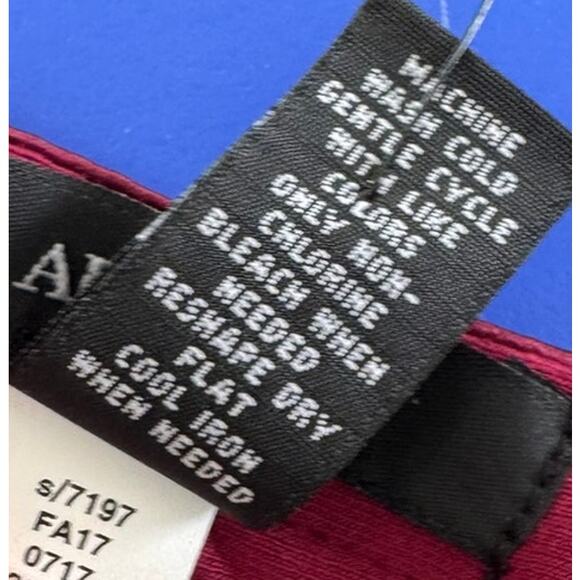 MACHINE
WASH COLD
GENTLE CYCLE
WITH LIKE
COLORS
ONLY NON-
CHLORINE
BLEACH WHEN
NEEDED
RESHAPE DRY
FLAT
COOL IRON
WHEN NEEDED
s/7197
FA17
0717